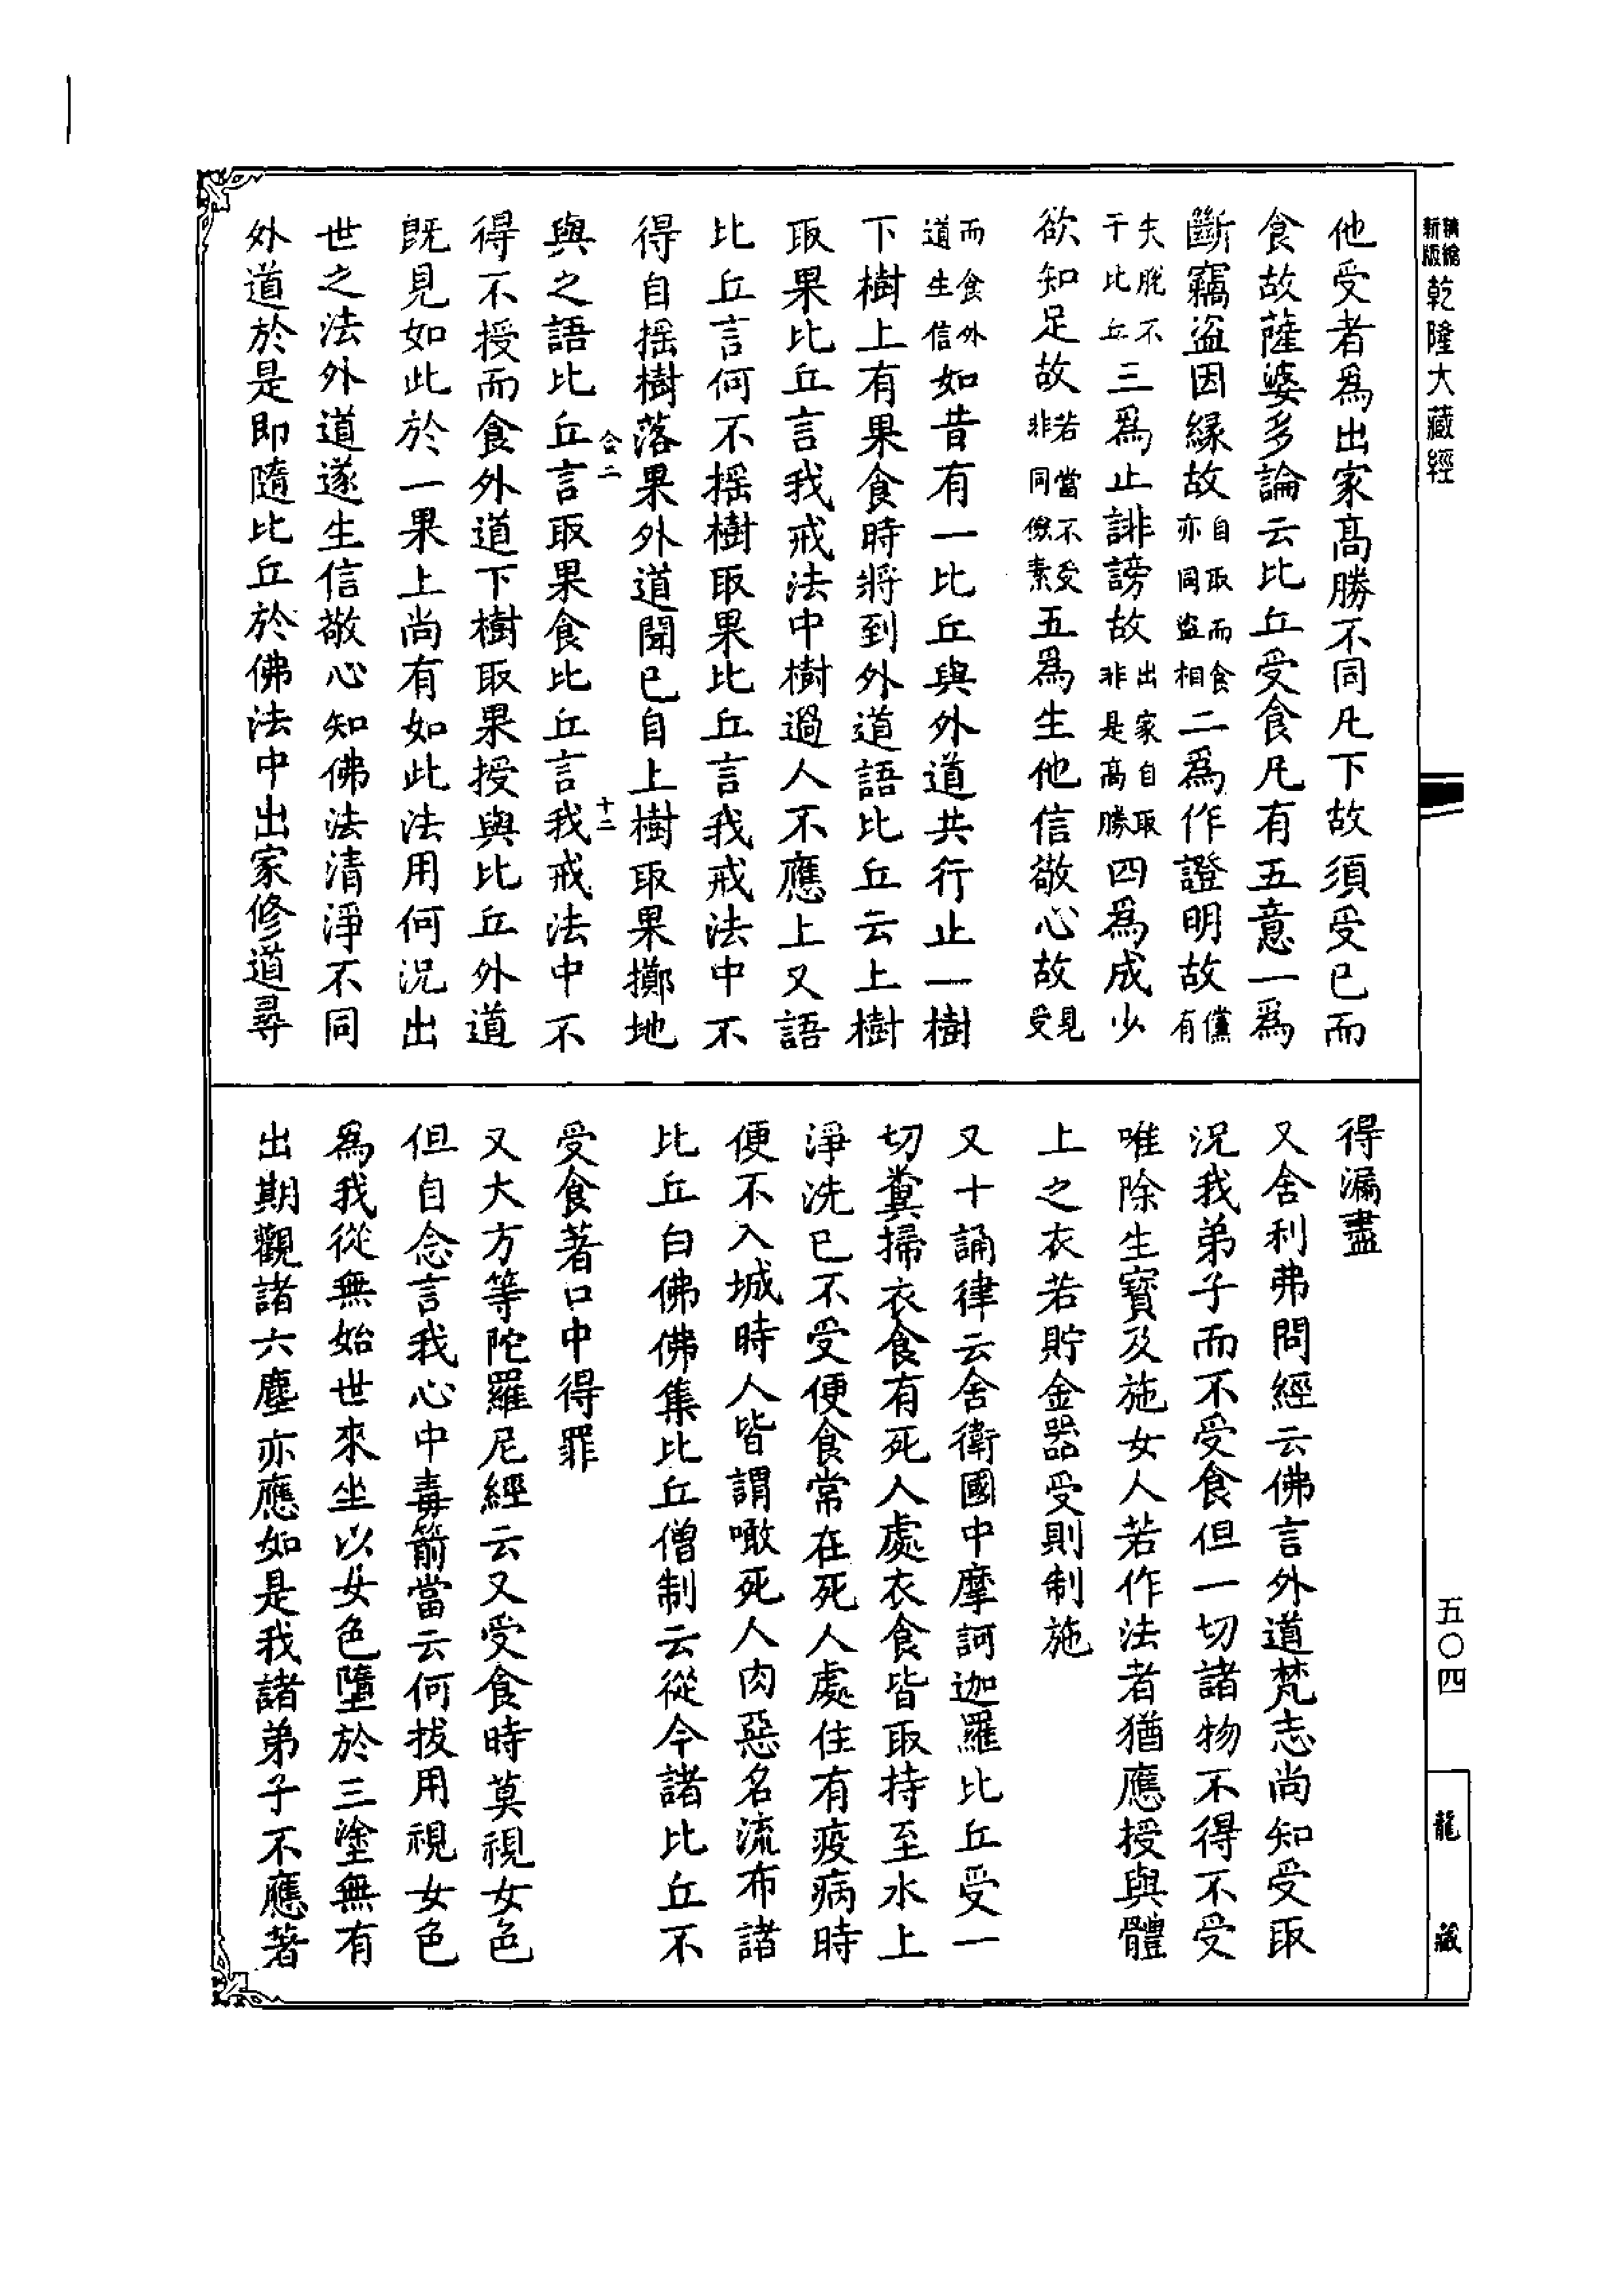 精繪新版乾隆大藏經
他受者爲出家高勝不同凡下故須受已而
食故薩婆多論云比丘受食凡有五意一爲
斷竊盗因緣故自取而食亦同盜相二爲作證明故儻有
失脫不干比丘三爲止誹謗故出家自取非是高勝四爲成少
欲知足故若當不受非同儉素五爲生他信敬心故見受
而食外道生信如昔有一比丘與外道共行止一樹
下樹上有果食時將到外道語比丘云上樹
取果比丘言我戒法中樹過人不應上又語
比丘言何不摇樹取果比丘言我戒法中不
得自摇樹落果外道聞已自上樹取果擲地
與之語比丘言取果食比丘言我戒法中不
得不授而食外道下樹取果授與比丘外道
既見如此於一果上尚有如此法用何況出
世之法外道遂生信敬心知佛法清淨不同
外道於是即隨比丘於佛法中出家修道尋
得漏盡
又舍利弗問經云佛言外道梵志尚知受取
況我弟子而不受食但一切諸物不得不受
唯除生寶及施女人若作法者猶應授與體
上之衣若貯金器受則制施
又十誦律云舍衛國中摩訶迦羅比丘受一
切糞掃衣食有死人處衣食皆取持至水上
淨洗已不受便食常在死人處住有疫病時
便不入城時人皆謂噉死人肉惡名流布諸
比丘白佛佛集比丘僧制云從今諸比丘不
受食著口中得罪
又大方等陀羅尼經云又受食時莫視女色
但自念言我心中毒箭當云何拔用視女色
爲我從無始世來坐以女色墮於三塗無有
出期觀諸六塵亦應如是我諸弟子不應著
十二
五〇四
龍藏